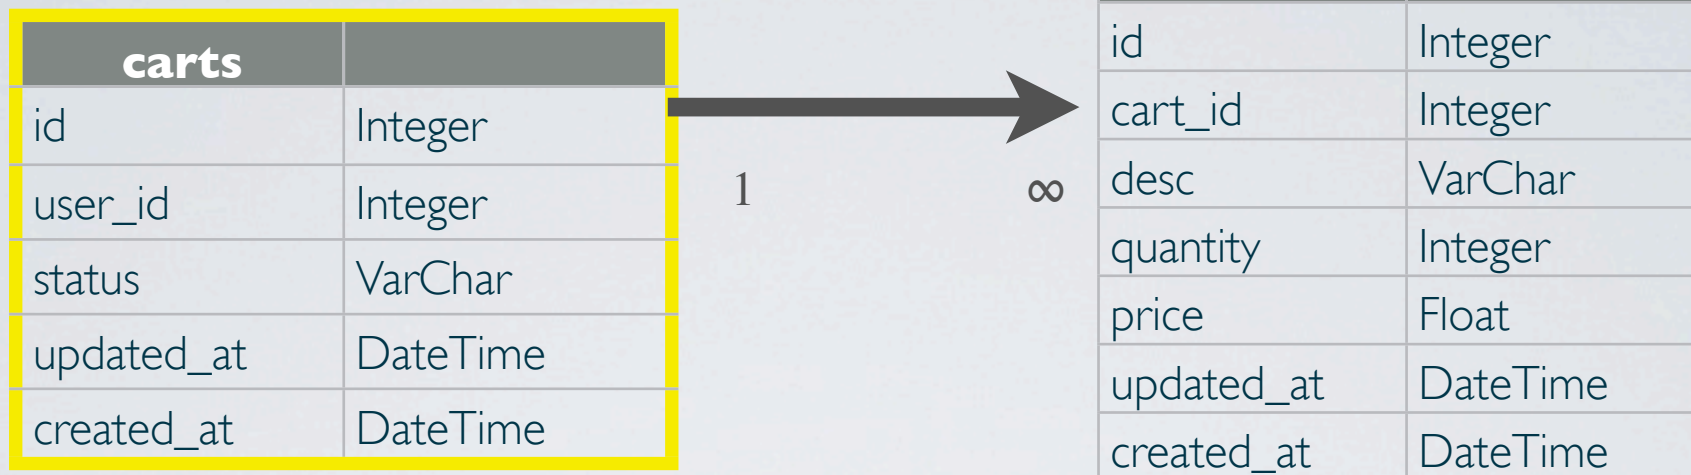 carts
id Integer
user_id Integer
status VarChar
updated_at DateTime
created_at DateTime
1 ∞
id Integer
cart_id Integer
desc VarChar
quantity Integer
price Float
updated_at DateTime
created_at DateTime